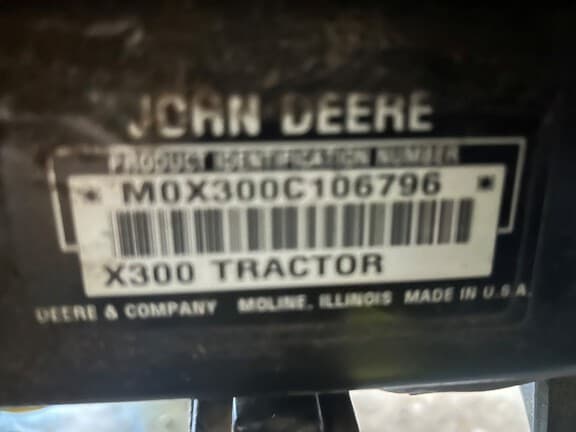 JOHN DEERE
PRODUCT IDENTIFICATION NUMBER
* M0X300C106796 *
X300 TRACTOR
DEERE & COMPANY MOLINE, ILLINOIS MADE IN U.S.A.